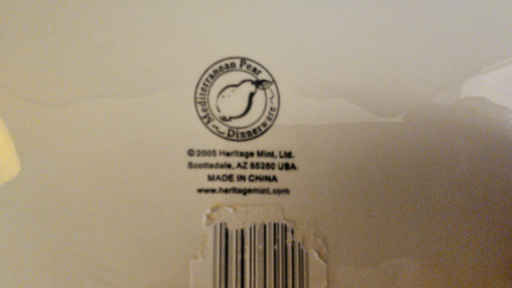 Mediterranean Pear
Dinnerware
©2005 Heritage Mint, Ltd.
Scottsdale, AZ 85260 USA
MADE IN CHINA
www.heritagemint.com